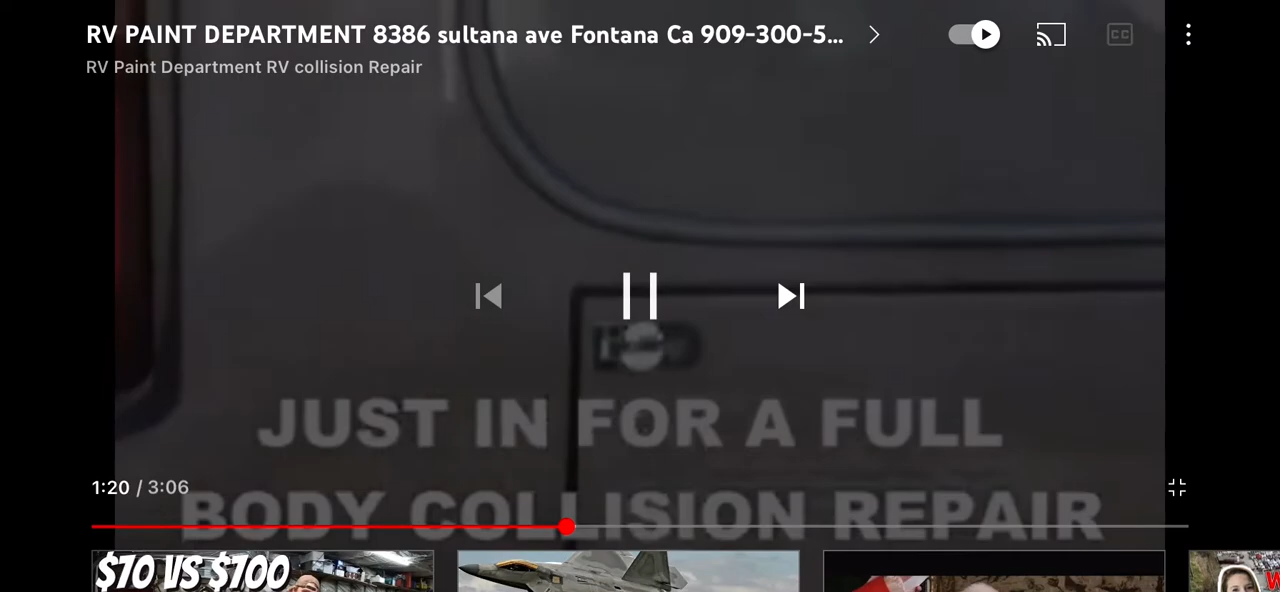 RV PAINT DEPARTMENT 8386 sultana ave Fontana Ca 909-300-5...
RV Paint Department RV collision Repair
CC
JUST IN FOR A FULL
1:20 / 3:06
BODY COLLISION REPAIR
$70 VS $700